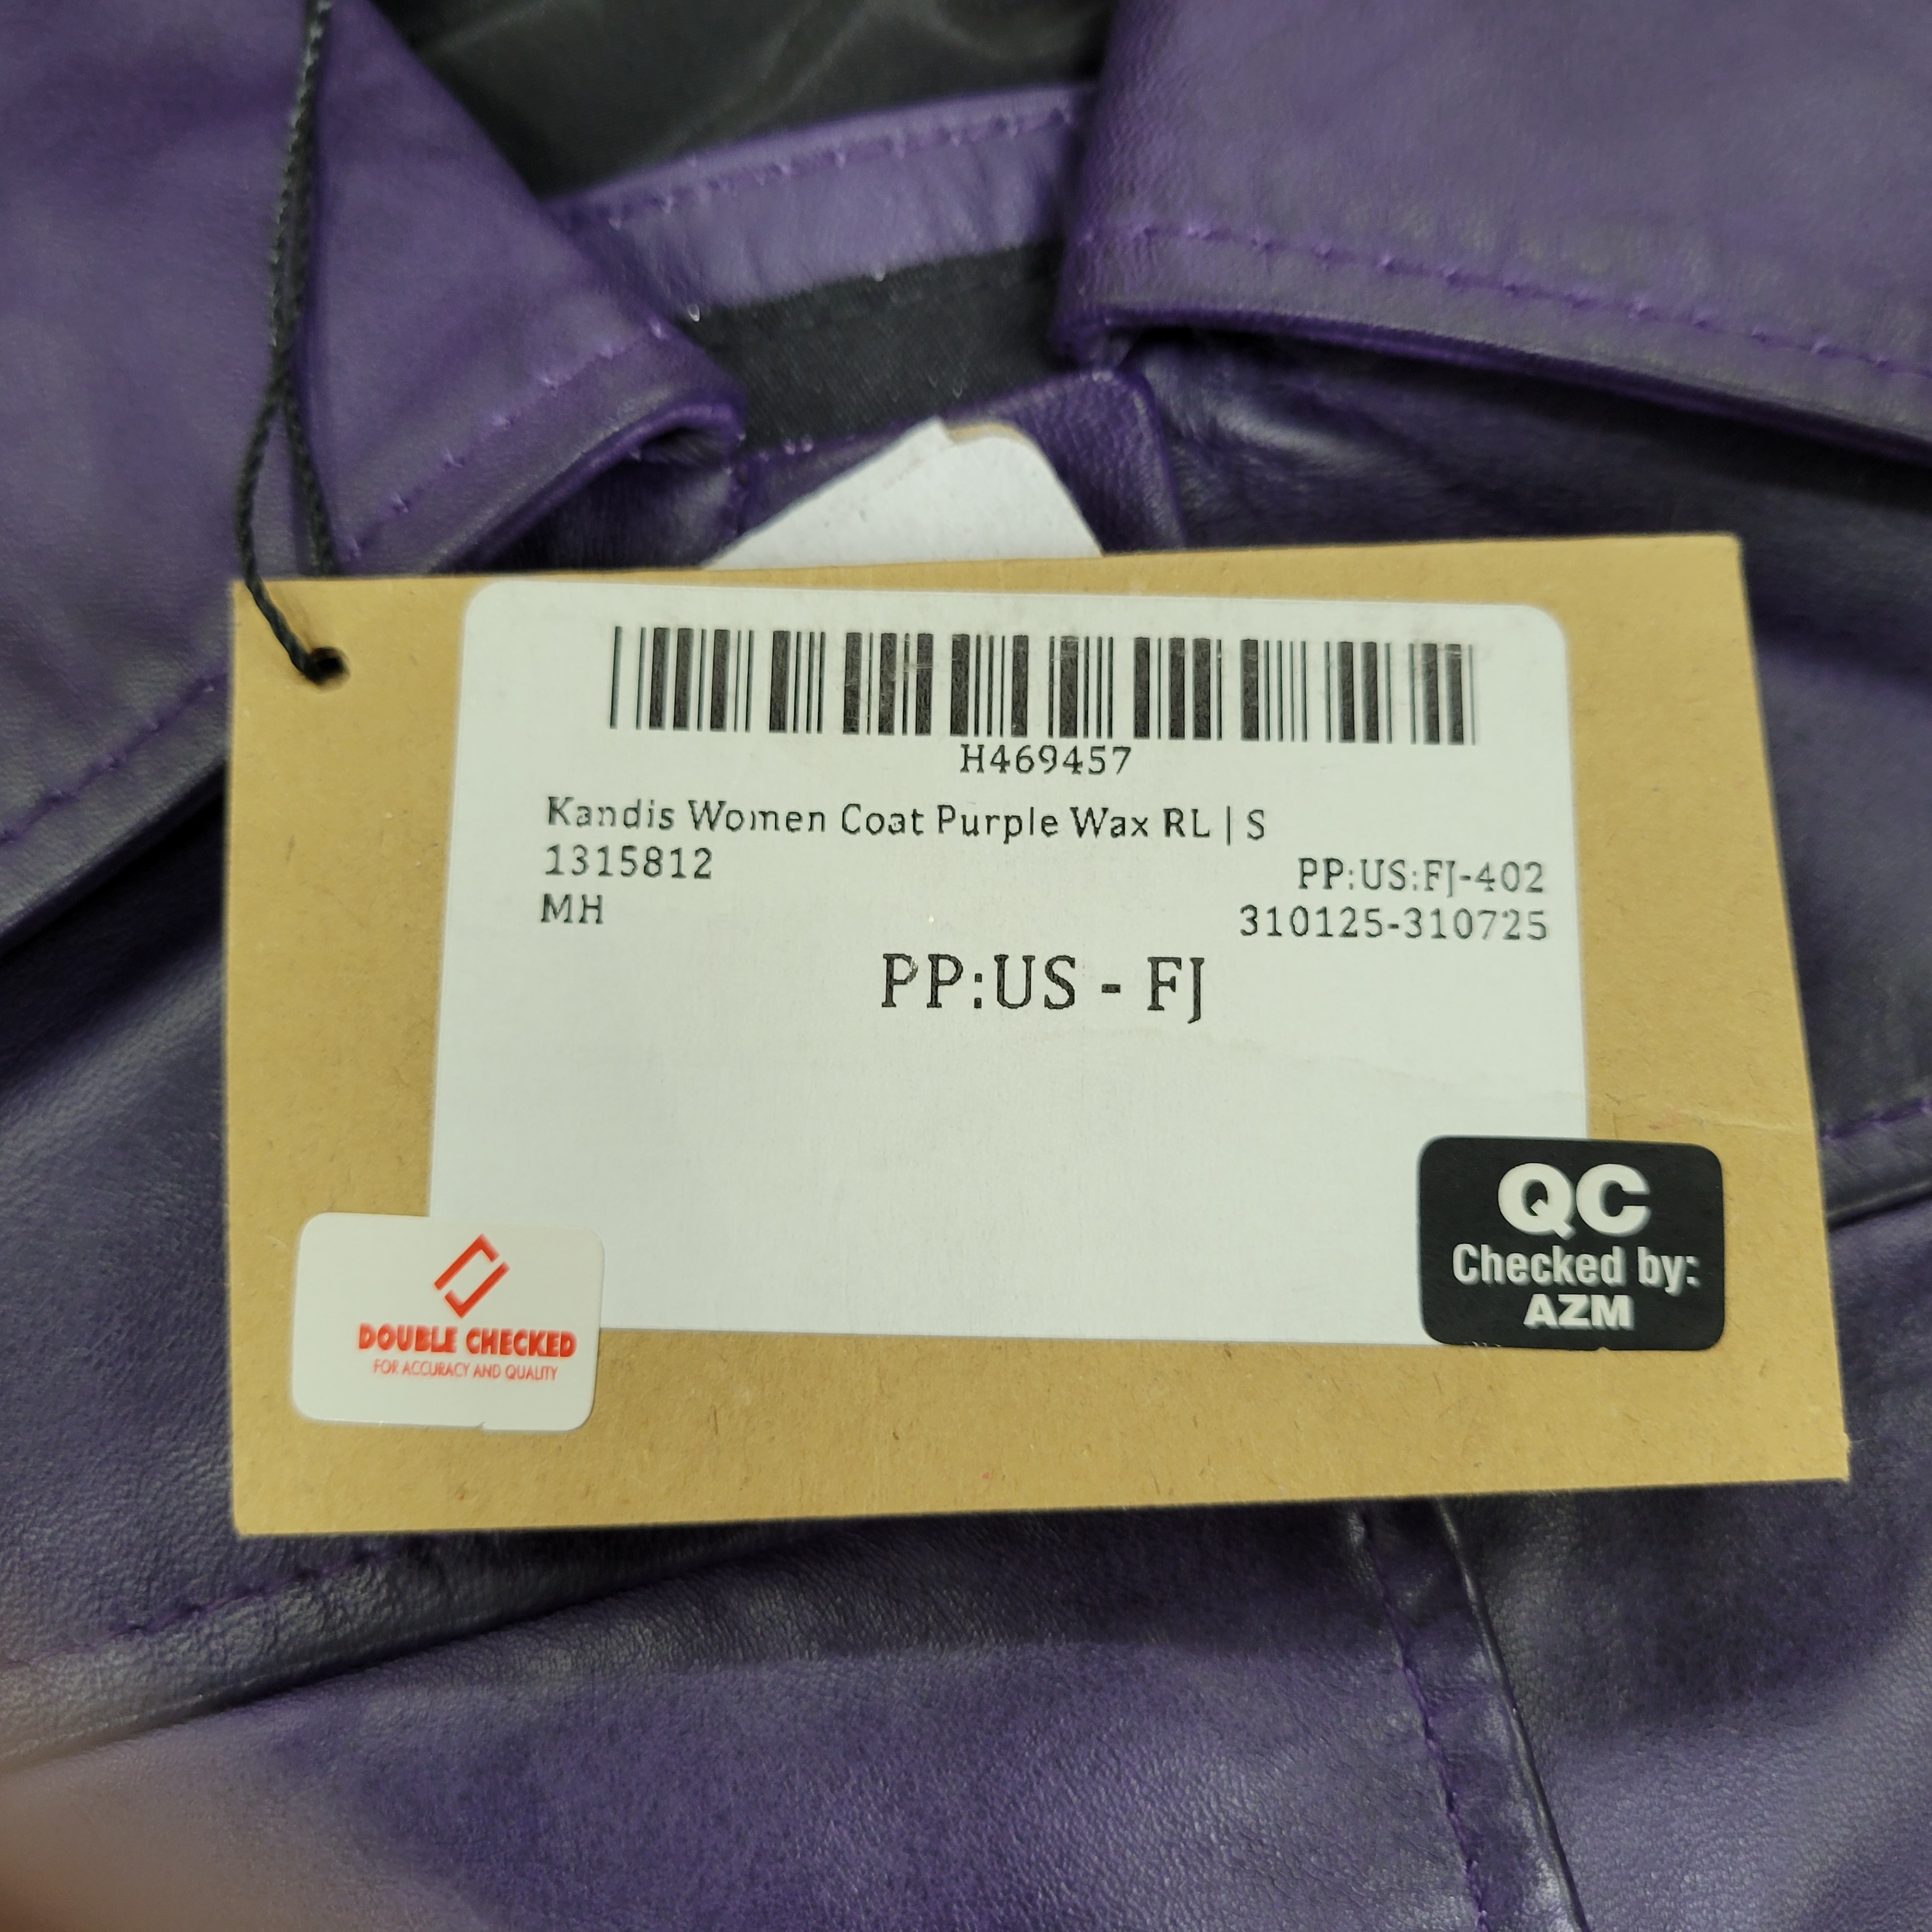 H469457
Kandis Women Coat Purple Wax RL | S
1315812
PP:US:FJ-402
MH
310125-310725
PP:US - FJ
QC
Checked by:
AZM
DOUBLE CHECKED
FOR ACCURACY AND QUALITY